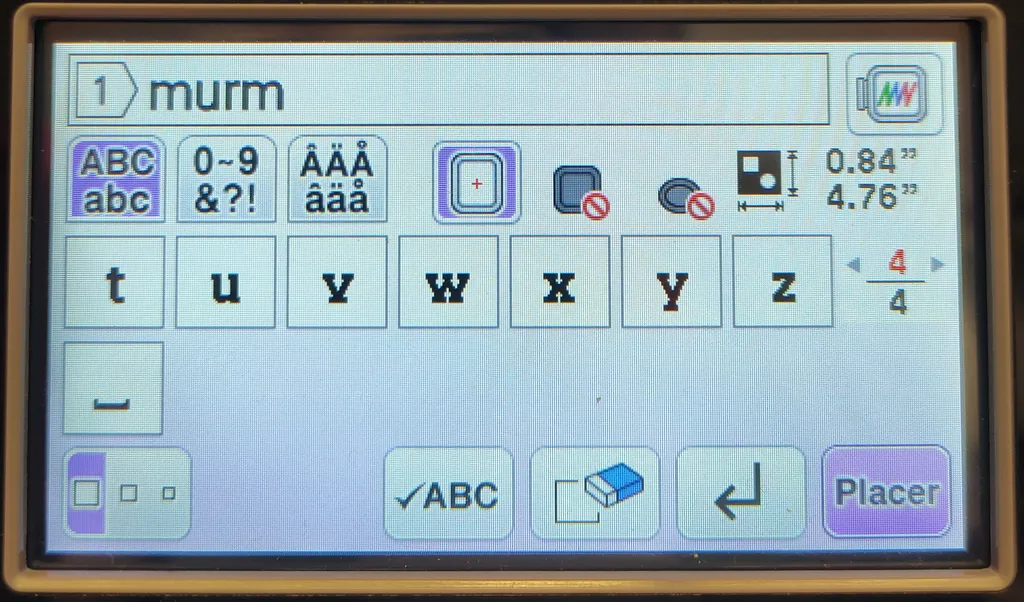 1 murm
ABC 0~9 ÂÄÅ 0.84"
abc &?! âäå 4.76"
t u v w x y z 4
4
✓ABC Placer